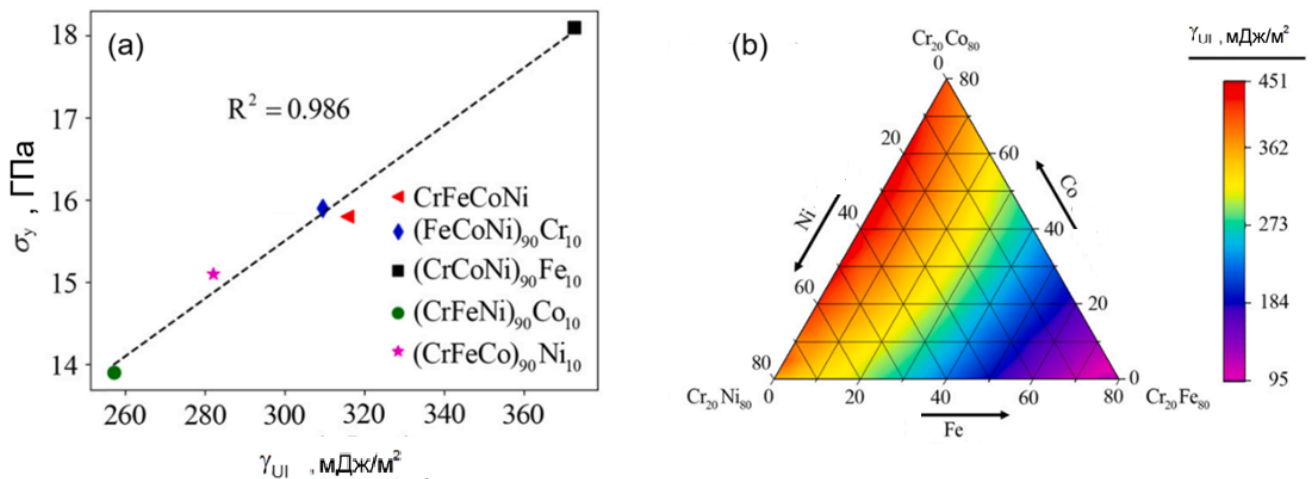 (a)
R² = 0.986
18
17
16
15
14
σy , ГПа
CrFeCoNi
(FeCoNi)₉₀Cr₁₀
(CrCoNi)₉₀Fe₁₀
(CrFeNi)₉₀Co₁₀
(CrFeCo)₉₀Ni₁₀
260 280 300 320 340 360
γUI , мДж/м²
(b)
Cr₂₀Co₈₀
0 80
20 60
Ni Co
40 40
60 20
80 0
Cr₂₀Ni₈₀ 0 20 40 60 80 Cr₂₀Fe₈₀
Fe
γUI , мДж/м²
451
362
273
184
95